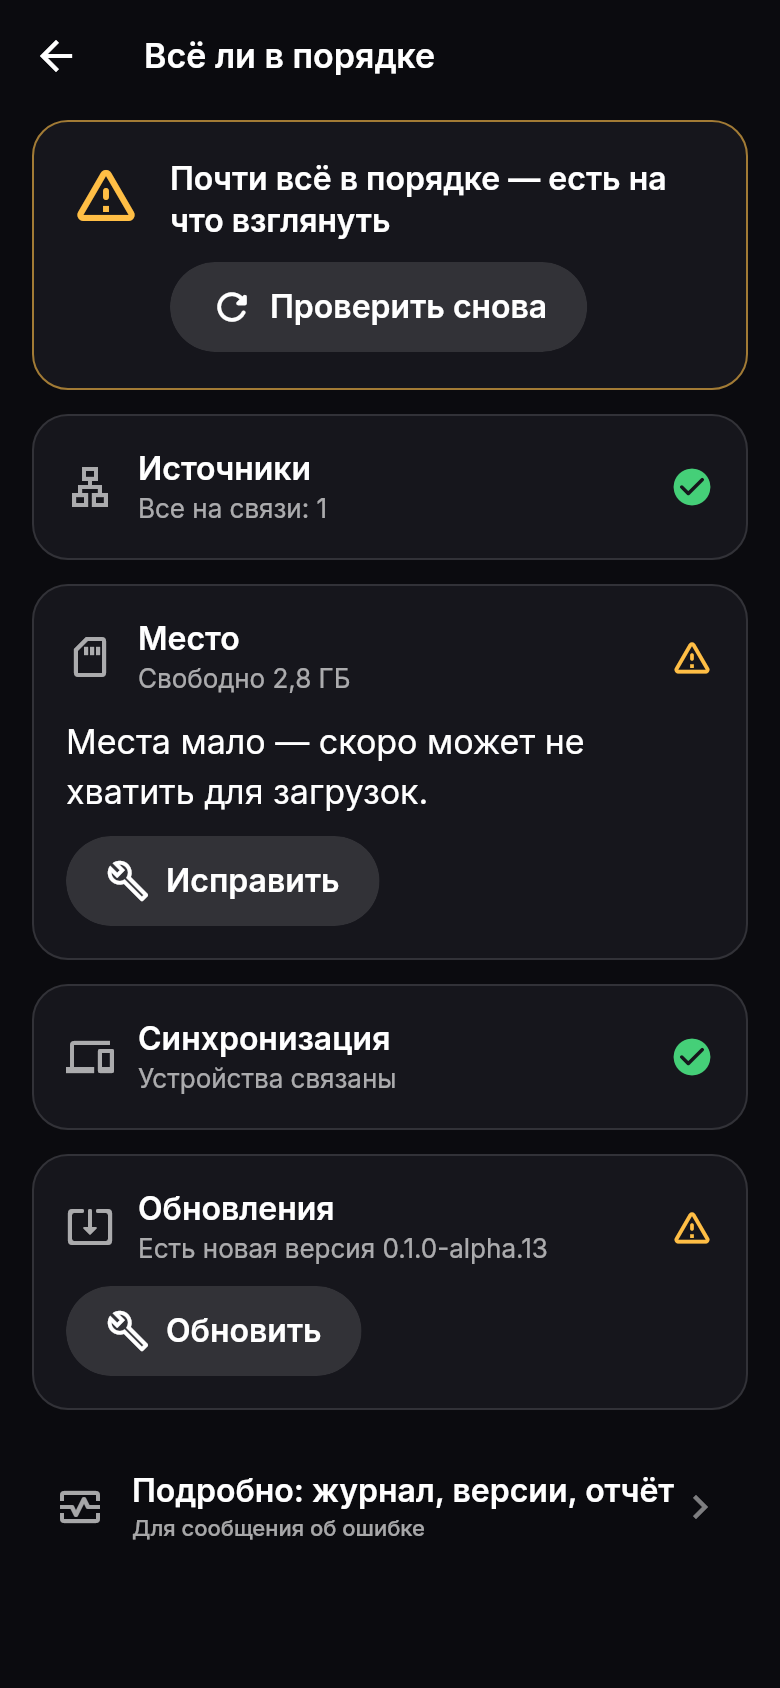 Всё ли в порядке
Почти всё в порядке — есть на
что взглянуть
Проверить снова
Источники
Все на связи: 1
Место
Свободно 2,8 ГБ
Места мало — скоро может не
хватить для загрузок.
Исправить
Синхронизация
Устройства связаны
Обновления
Есть новая версия 0.1.0-alpha.13
Обновить
Подробно: журнал, версии, отчёт
Для сообщения об ошибке